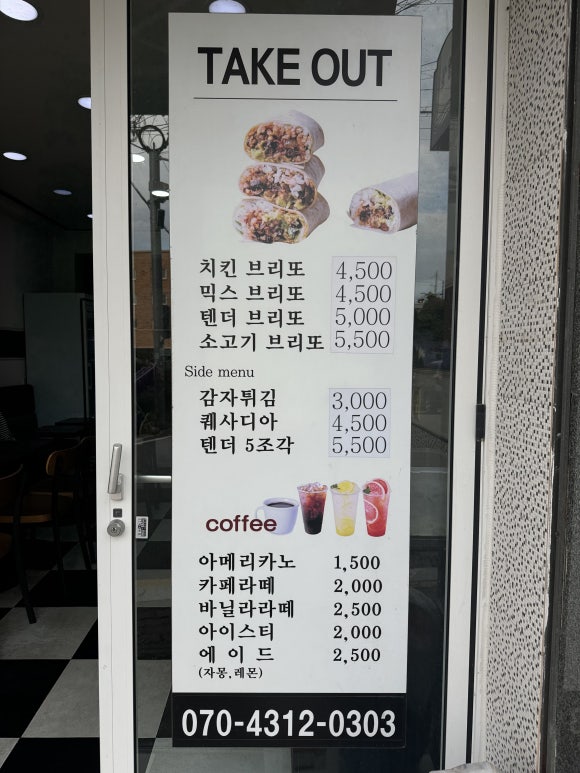 TAKE OUT
치킨 브리또 4,500
믹스 브리또 4,500
텐더 브리또 5,000
소고기 브리또 5,500
Side menu
감자튀김 3,000
퀘사디아 4,500
텐더 5조각 5,500
coffee
아메리카노 1,500
카페라떼 2,000
바닐라라떼 2,500
아이스티 2,000
에 이 드 2,500
(자몽,레몬)
070-4312-0303